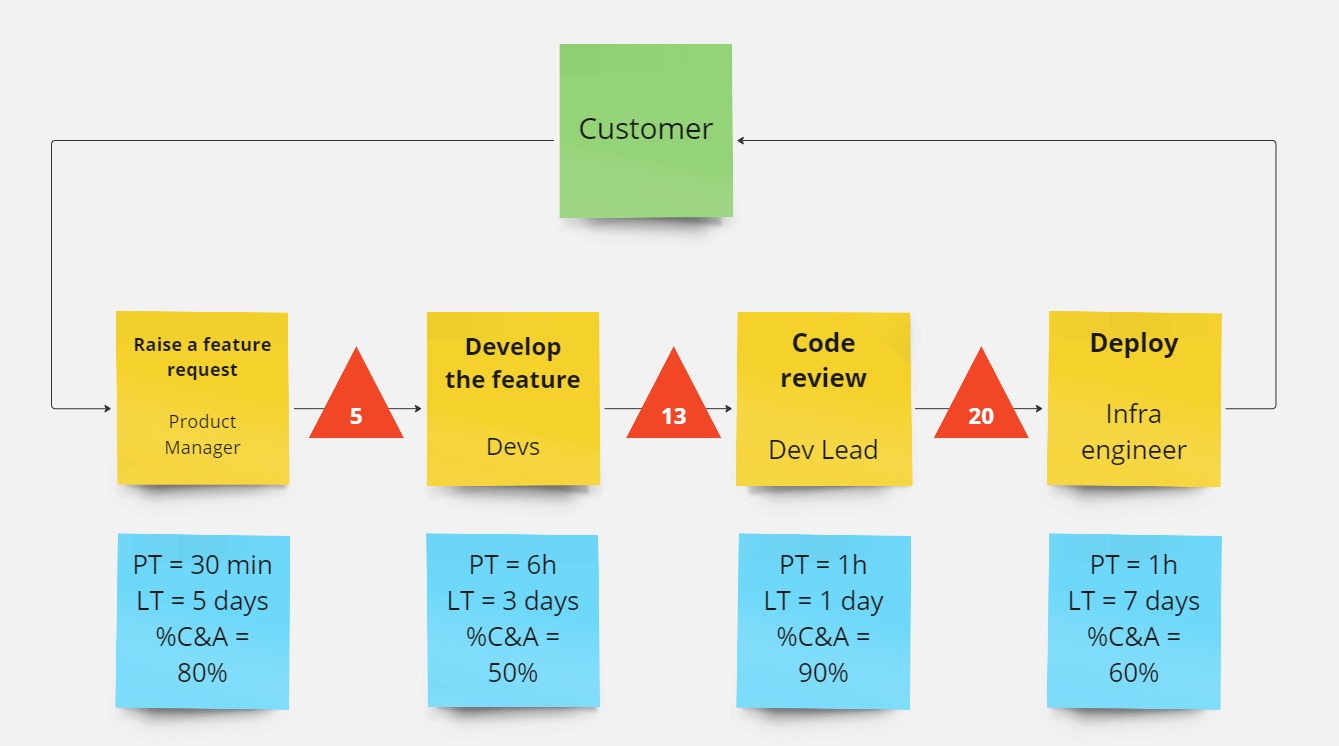 Customer
Raise a feature
request
Product
Manager
5
Develop
the feature
Devs
13
Code
review
Dev Lead
20
Deploy
Infra
engineer
PT = 30 min
LT = 5 days
%C&A =
80%
PT = 6h
LT = 3 days
%C&A =
50%
PT = 1h
LT = 1 day
%C&A =
90%
PT = 1h
LT = 7 days
%C&A =
60%